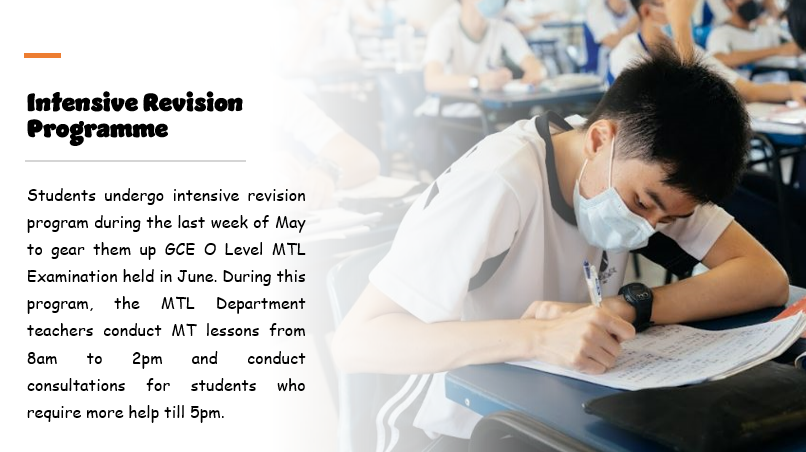 Intensive Revision
Programme
Students undergo intensive revision
program during the last week of May
to gear them up GCE O Level MTL
Examination held in June. During this
program, the MTL Department
teachers conduct MT lessons from
8am to 2pm and conduct
consultations for students who
require more help till 5pm.